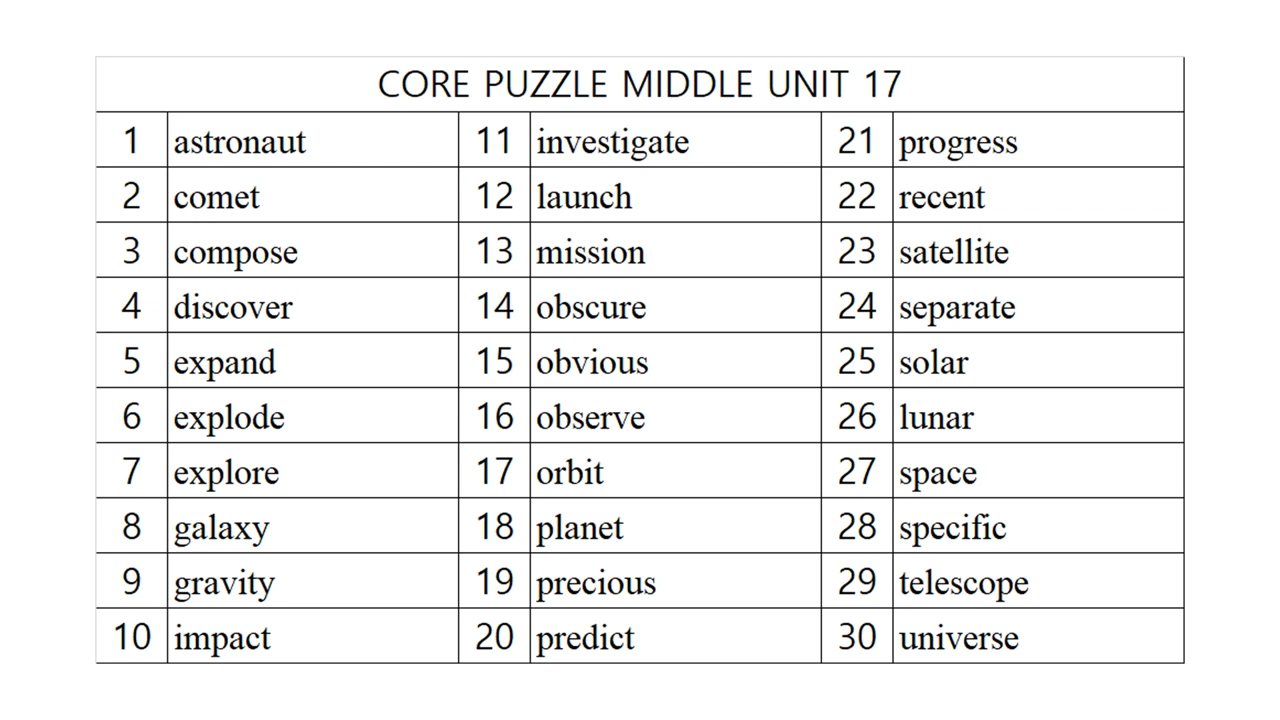 CORE PUZZLE MIDDLE UNIT 17
1 astronaut 11 investigate 21 progress
2 comet 12 launch 22 recent
3 compose 13 mission 23 satellite
4 discover 14 obscure 24 separate
5 expand 15 obvious 25 solar
6 explode 16 observe 26 lunar
7 explore 17 orbit 27 space
8 galaxy 18 planet 28 specific
9 gravity 19 precious 29 telescope
10 impact 20 predict 30 universe